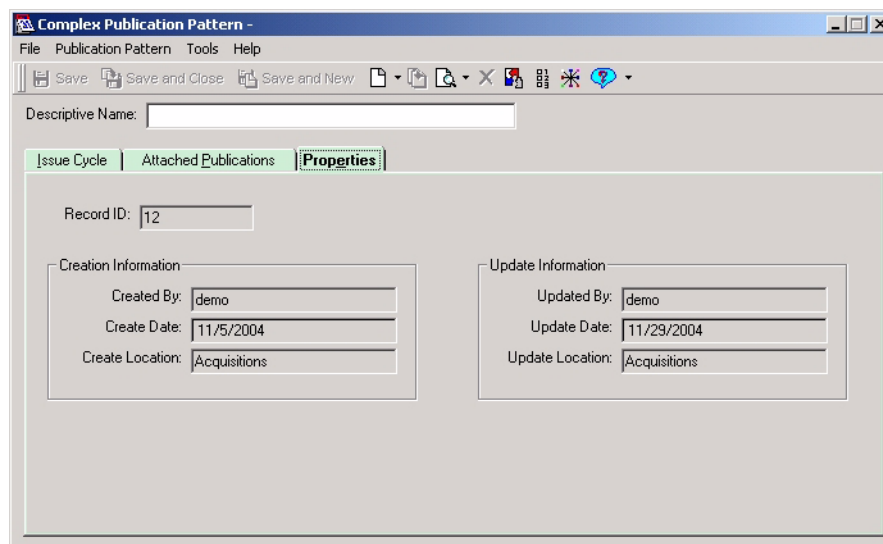 Complex Publication Pattern -
File Publication Pattern Tools Help
Save Save and Close Save and New
Descriptive Name:
Issue Cycle Attached Publications Properties
Record ID: 12
Creation Information Update Information
Created By: demo Updated By: demo
Create Date: 11/5/2004 Update Date: 11/29/2004
Create Location: Acquisitions Update Location: Acquisitions